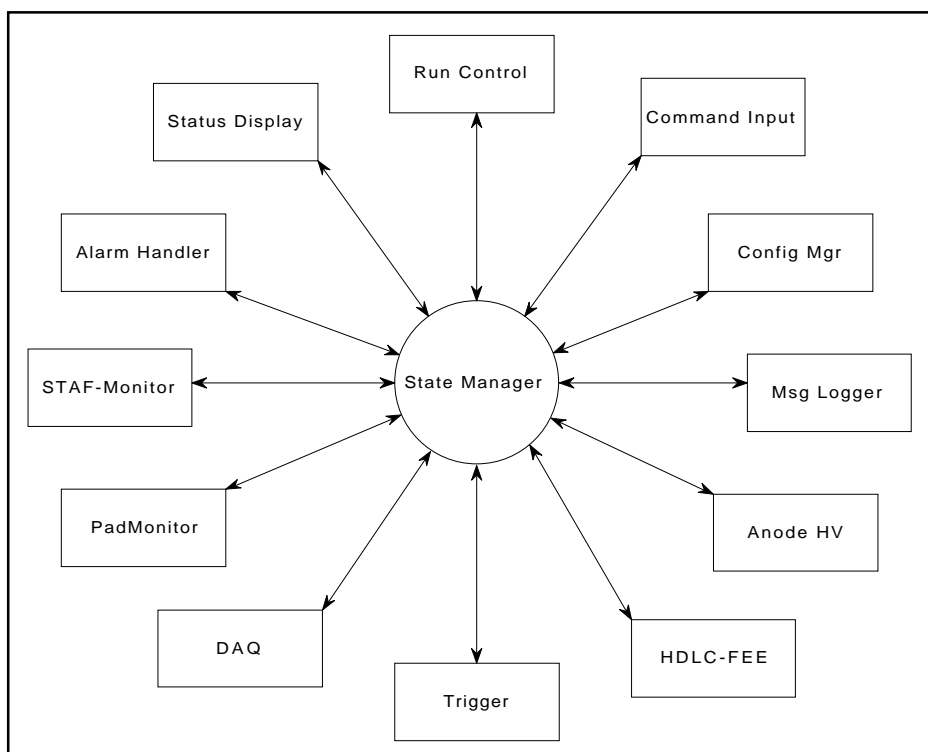 Run Control
Status Display
Command Input
Alarm Handler
Config Mgr
STAF-Monitor
State Manager
Msg Logger
PadMonitor
Anode HV
DAQ
HDLC-FEE
Trigger